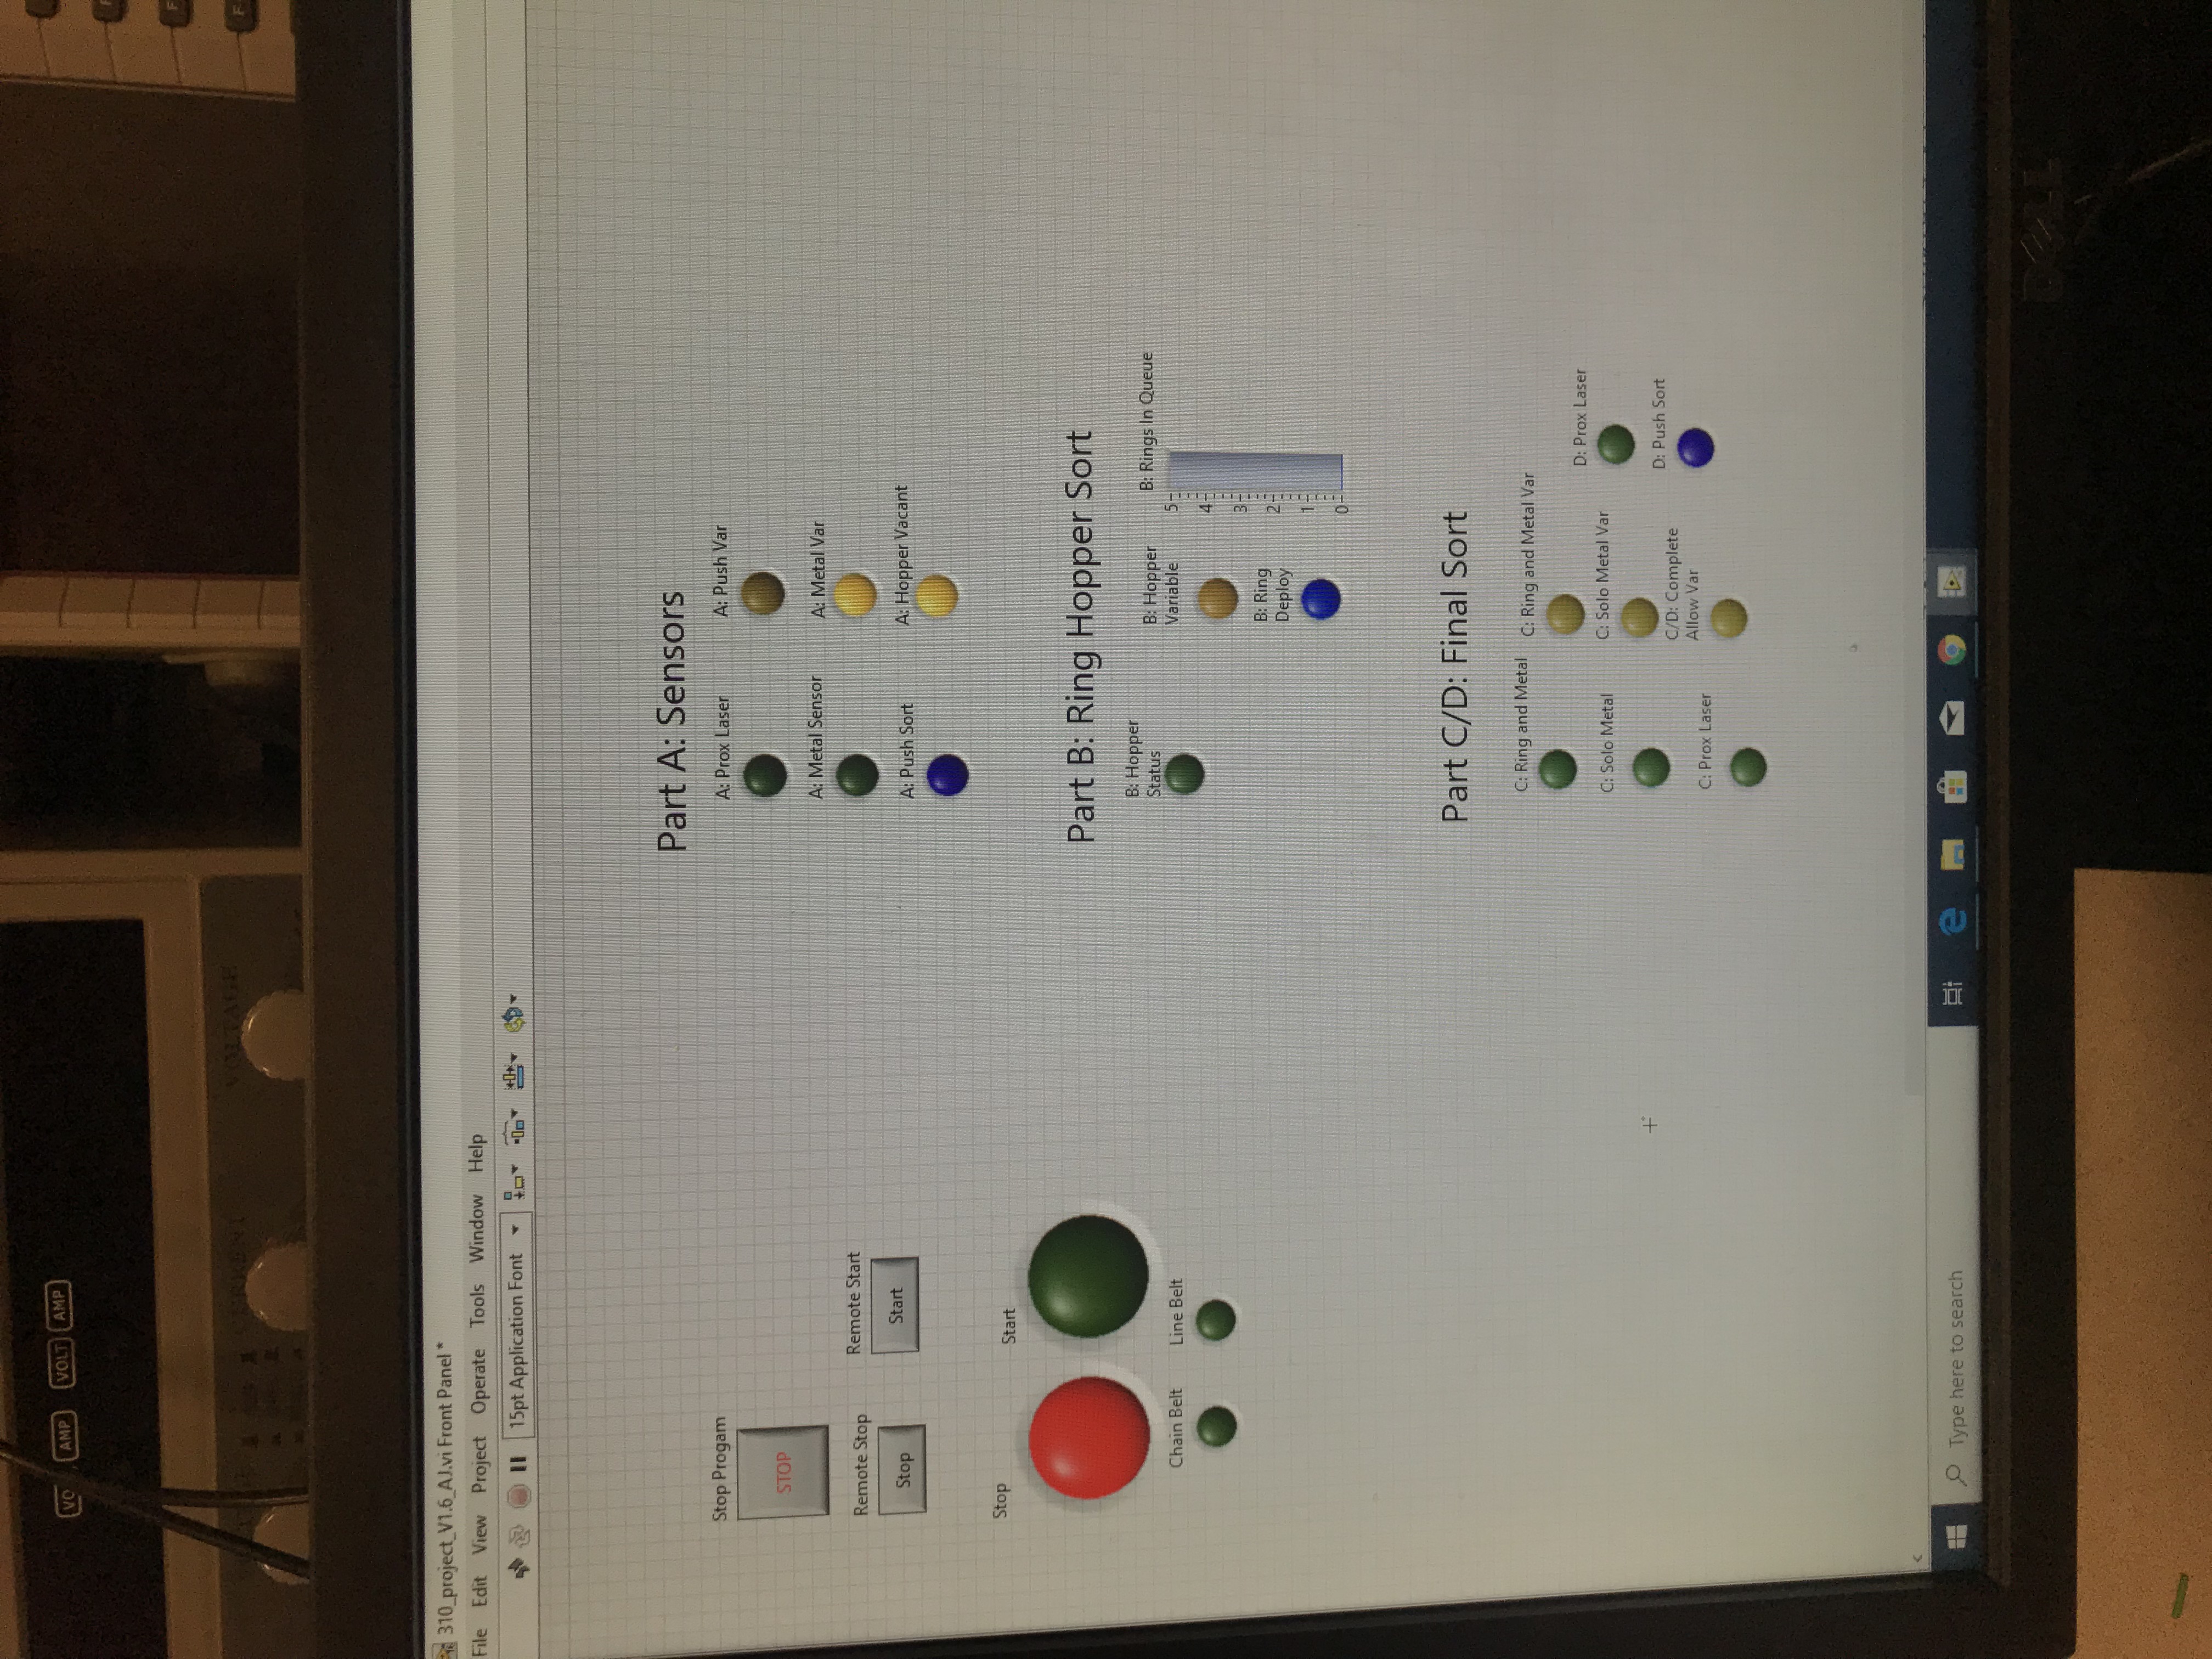 AMP VOLT AMP
CURRENT VOLTAGE
310_project_V1.6_AJ.vi Front Panel *
File Edit View Project Operate Tools Window Help
15pt Application Font
Stop Progam
STOP
Remote Stop Remote Start
Stop Start
Stop Start
Chain Belt Line Belt
Part A: Sensors
A: Prox Laser A: Push Var
A: Metal Sensor A: Metal Var
A: Push Sort A: Hopper Vacant
Part B: Ring Hopper Sort
B: Hopper
Status
B: Hopper
Variable
B: Ring
Deploy
B: Rings In Queue
5
4
3
2
1
0
Part C/D: Final Sort
C: Ring and Metal C: Ring and Metal Var
D: Prox Laser
C: Solo Metal C: Solo Metal Var
D: Push Sort
C/D: Complete
Allow Var
C: Prox Laser
Type here to search
DELL